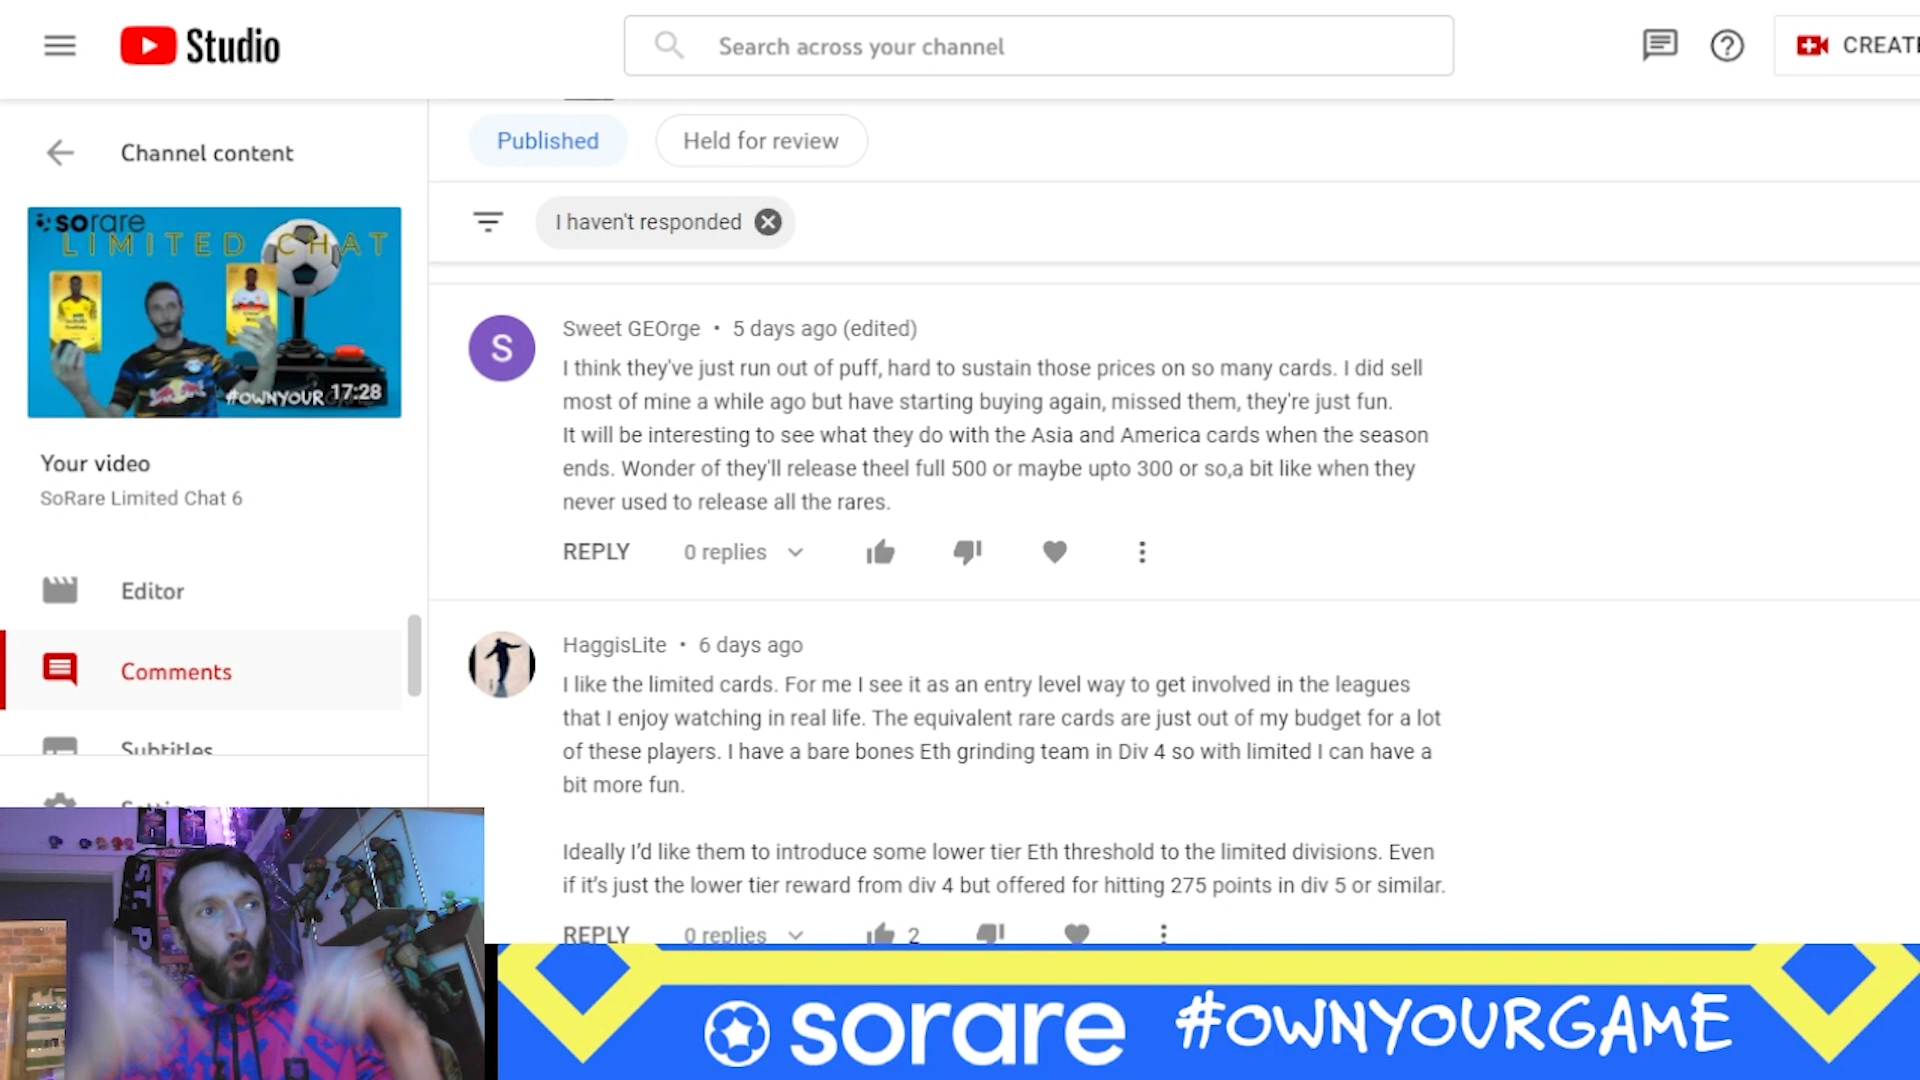 Studio
Search across your channel
CREATE
Channel content
Published
Held for review
I haven't responded
sorare
LIMITED CHAT
#OWNYOUR
17:28
Your video
SoRare Limited Chat 6
Editor
Comments
Subtitles
Settings
S
Sweet GEOrge • 5 days ago (edited)
I think they've just run out of puff, hard to sustain those prices on so many cards. I did sell
most of mine a while ago but have starting buying again, missed them, they're just fun.
It will be interesting to see what they do with the Asia and America cards when the season
ends. Wonder of they'll release theel full 500 or maybe upto 300 or so,a bit like when they
never used to release all the rares.
REPLY 0 replies
HaggisLite • 6 days ago
I like the limited cards. For me I see it as an entry level way to get involved in the leagues
that I enjoy watching in real life. The equivalent rare cards are just out of my budget for a lot
of these players. I have a bare bones Eth grinding team in Div 4 so with limited I can have a
bit more fun.
Ideally I'd like them to introduce some lower tier Eth threshold to the limited divisions. Even
if it's just the lower tier reward from div 4 but offered for hitting 275 points in div 5 or similar.
REPLY 0 replies 2
sorare #OWNYOURGAME